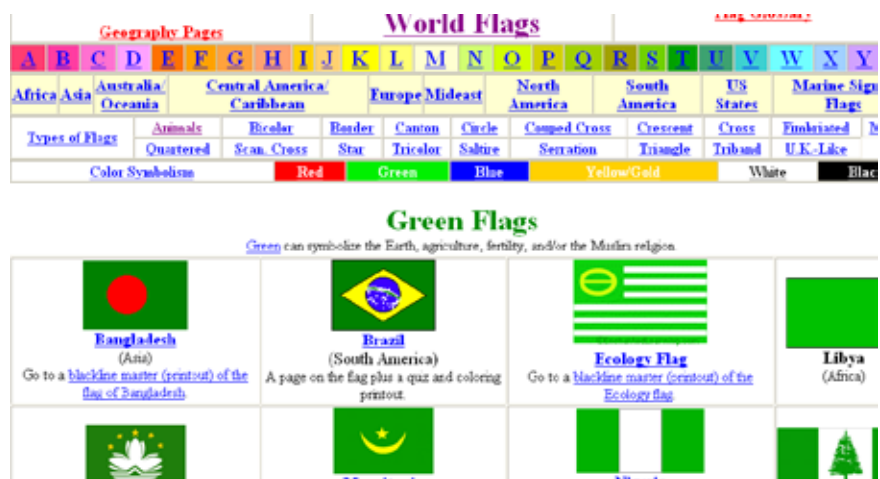 Geography Pages
World Flags
A B C D E F G H I J K L M N O P Q R S T U V W X Y
Africa Asia Australia/ Oceania Central America/ Caribbean Europe Mideast North America South America US States Marine Flags
Types of Flags
Animals Bicolor Border Canton Circle Couped Cross Crescent Cross Fimbriated
Quartered Scan. Cross Star Tricolor Saltire Serration Triangle Triband U.K.-Like
Color Symbolism Red Green Blue Yellow/Gold White
Green Flags
Green can symbolize the Earth, agriculture, fertilty, and/or the Muslim religion.
Bangladesh
(Asia)
Go to a blackline master (printout) of the
flag of Bangladesh.
Brazil
(South America)
A page on the flag plus a quiz and coloring
printout.
Ecology Flag
Go to a blackline master (printout) of the
Ecology flag.
Libya
(Africa)